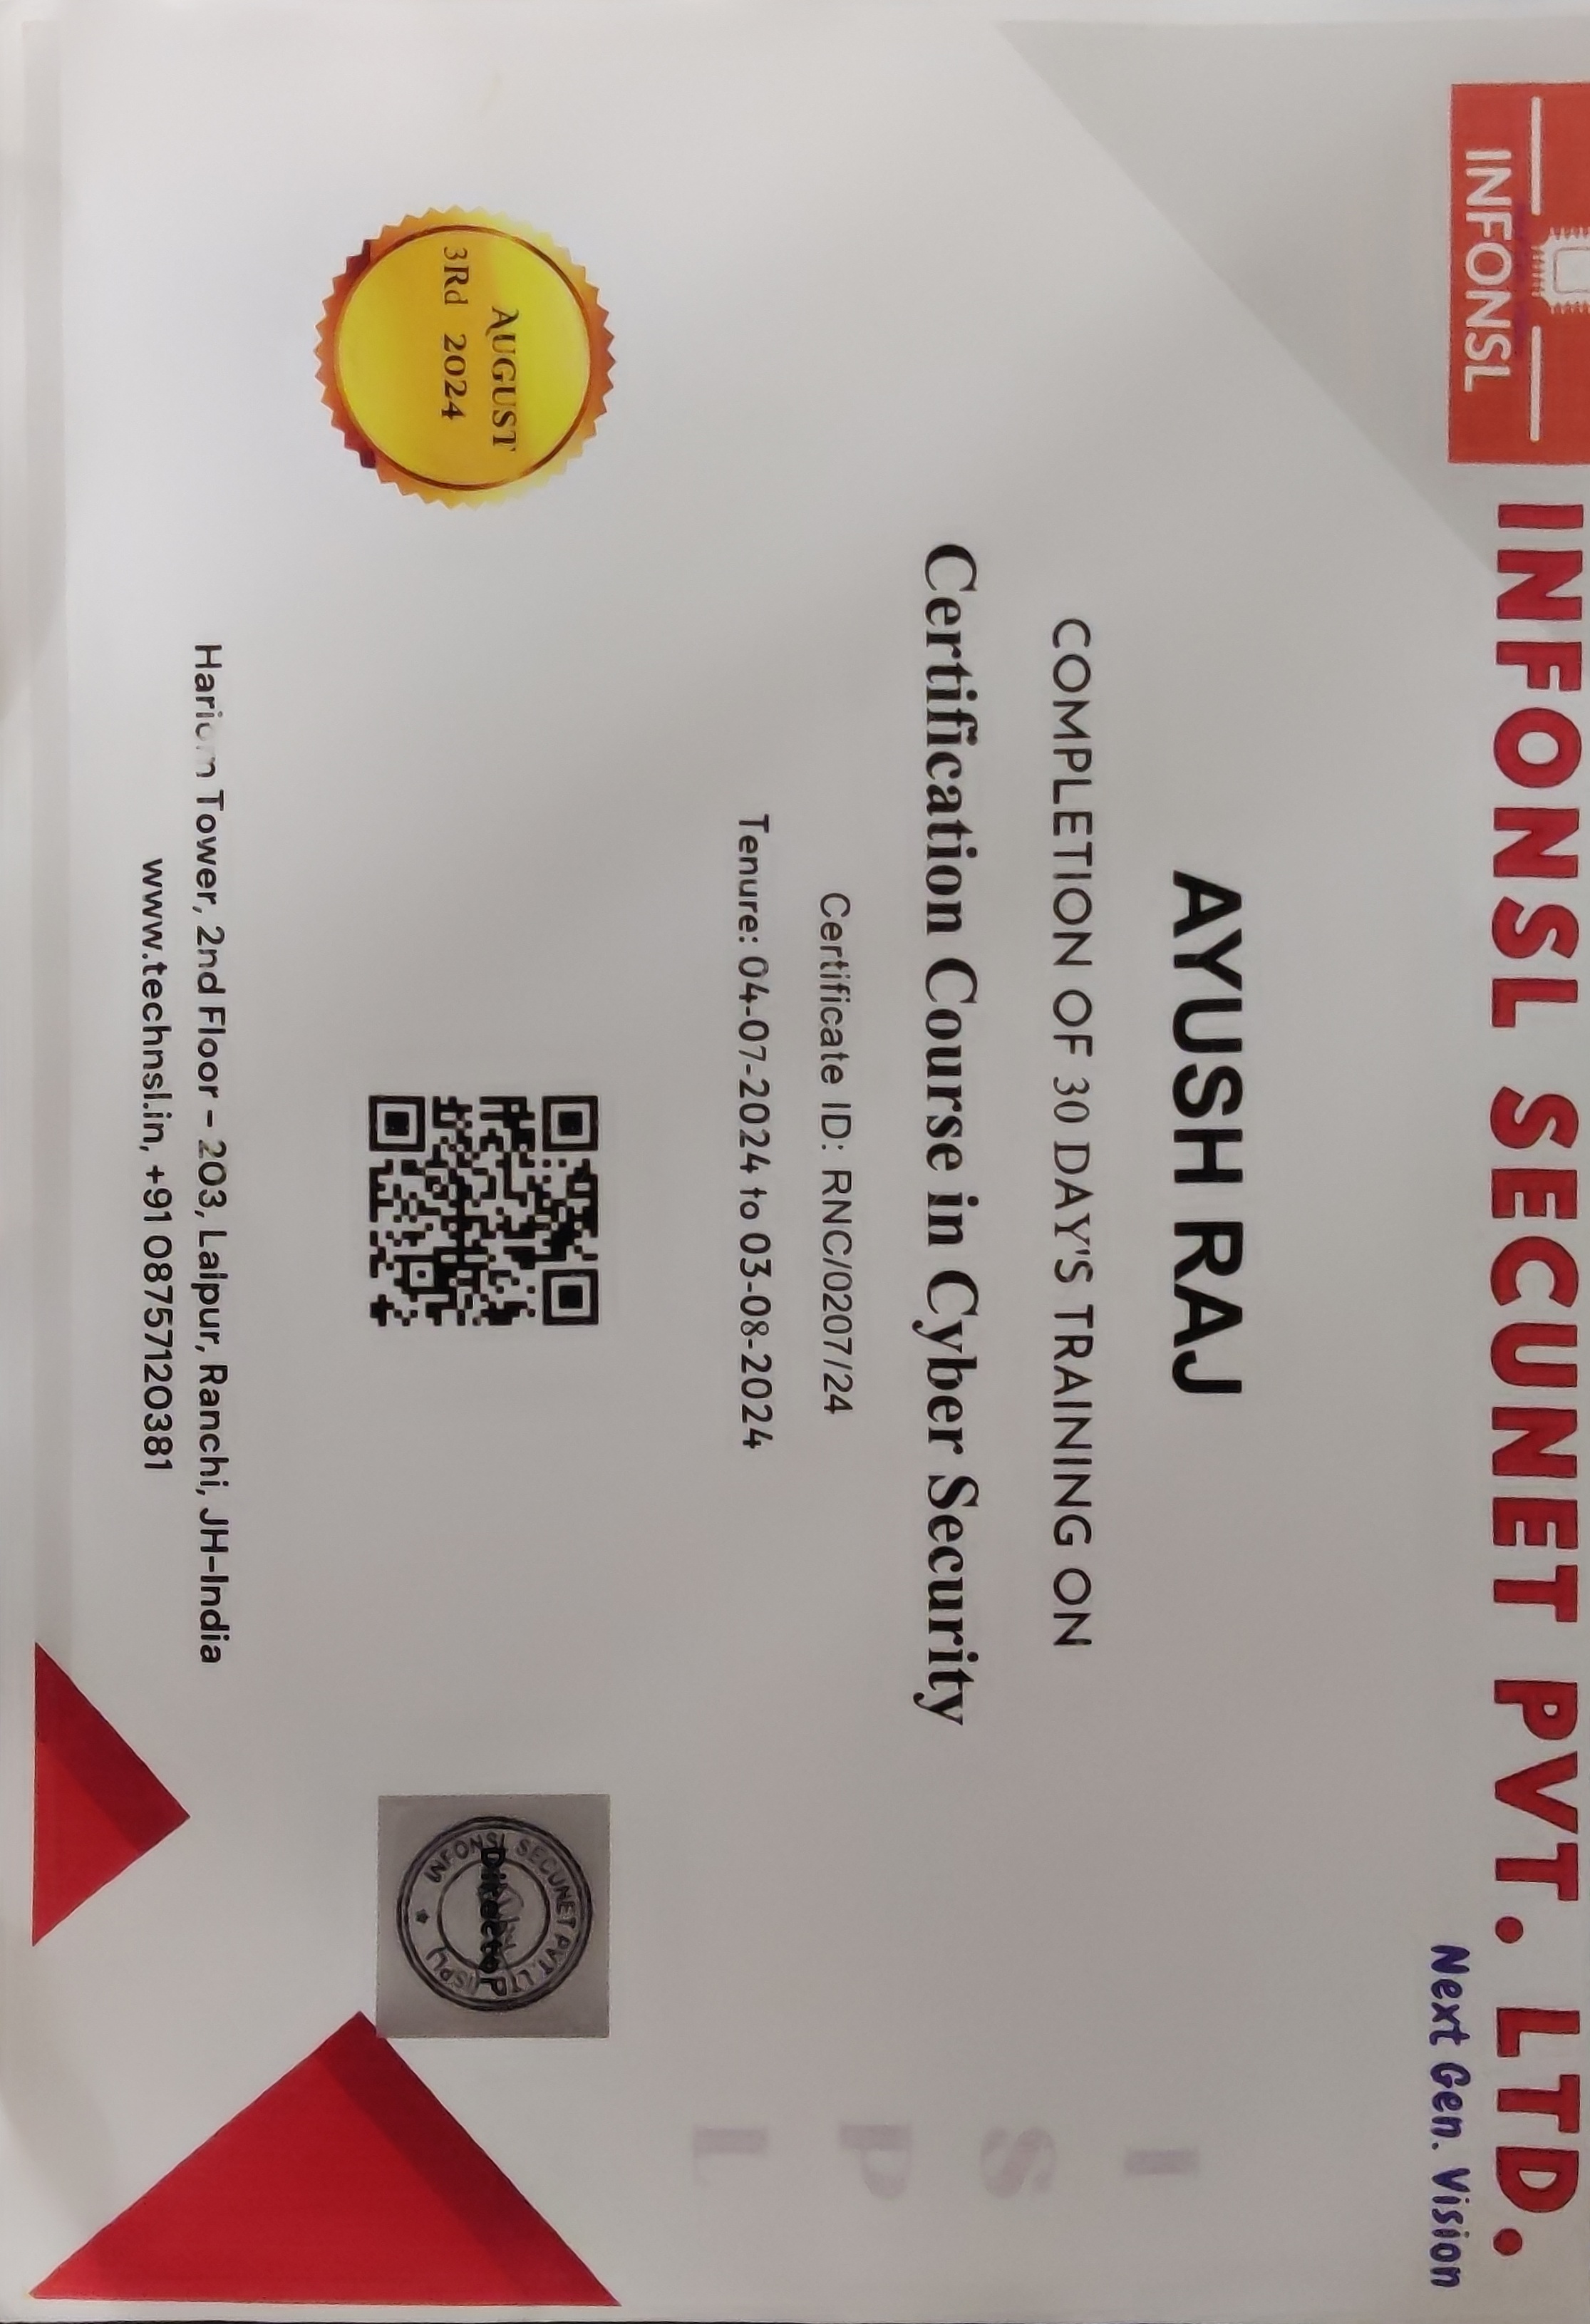 INFONSL
INFONSL SECUNET PVT. LTD.
Next Gen. Vision
AYUSH RAJ
COMPLETION OF 30 DAY'S TRAINING ON
Certification Course in Cyber Security
Certificate ID: RNC/0207/24
Tenure: 04-07-2024 to 03-08-2024
I
S
P
L
AUGUST
3Rd 2024
INFONSL SECUNET PVT. LTD. (ISPL)
Director
Hariom Tower, 2nd Floor - 203, Lalpur, Ranchi, JH-India
www.technsl.in, +91 08757120381